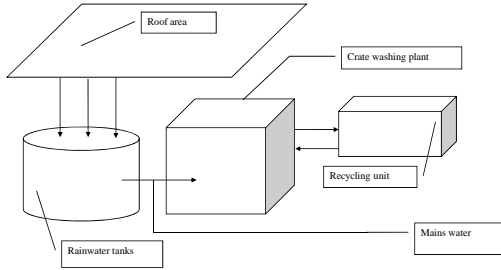 Roof area
Crate washing plant
Recycling unit
Mains water
Rainwater tanks